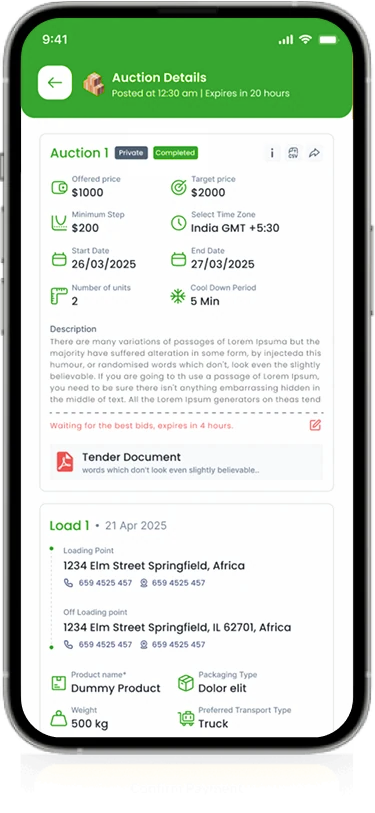 9:41
Auction Details
Posted at 12:30 am | Expires in 20 hours
Auction 1 Private Completed
CSV
Offered price Target price
$1000 $2000
Minimum Step Select Time Zone
$200 India GMT +5:30
Start Date End Date
26/03/2025 27/03/2025
Number of units Cool Down Period
2 5 Min
Description
There are many variations of passages of Lorem Ipsuma but the
majority have suffered alteration in some form, by injecteda this
humour, or randomised words which don't, look even the slightly
believable. If you are going to th use a passage of Lorem Ipsum,
you need to be sure there isn't anything embarrassing hidden in
the middle of text. All the Lorem Ipsum generators on theas tend
Waiting for the best bids, expires in 4 hours.
Tender Document
words which don't look even slightly believable..
Load 1 • 21 Apr 2025
Loading Point
1234 Elm Street Springfield, Africa
659 4525 457 659 4525 457
Off Loading point
1234 Elm Street Springfield, IL 62701, Africa
659 4525 457 659 4525 457
Product name* Packaging Type
Dummy Product Dolor elit
Weight Preferred Transport Type
500 kg Truck